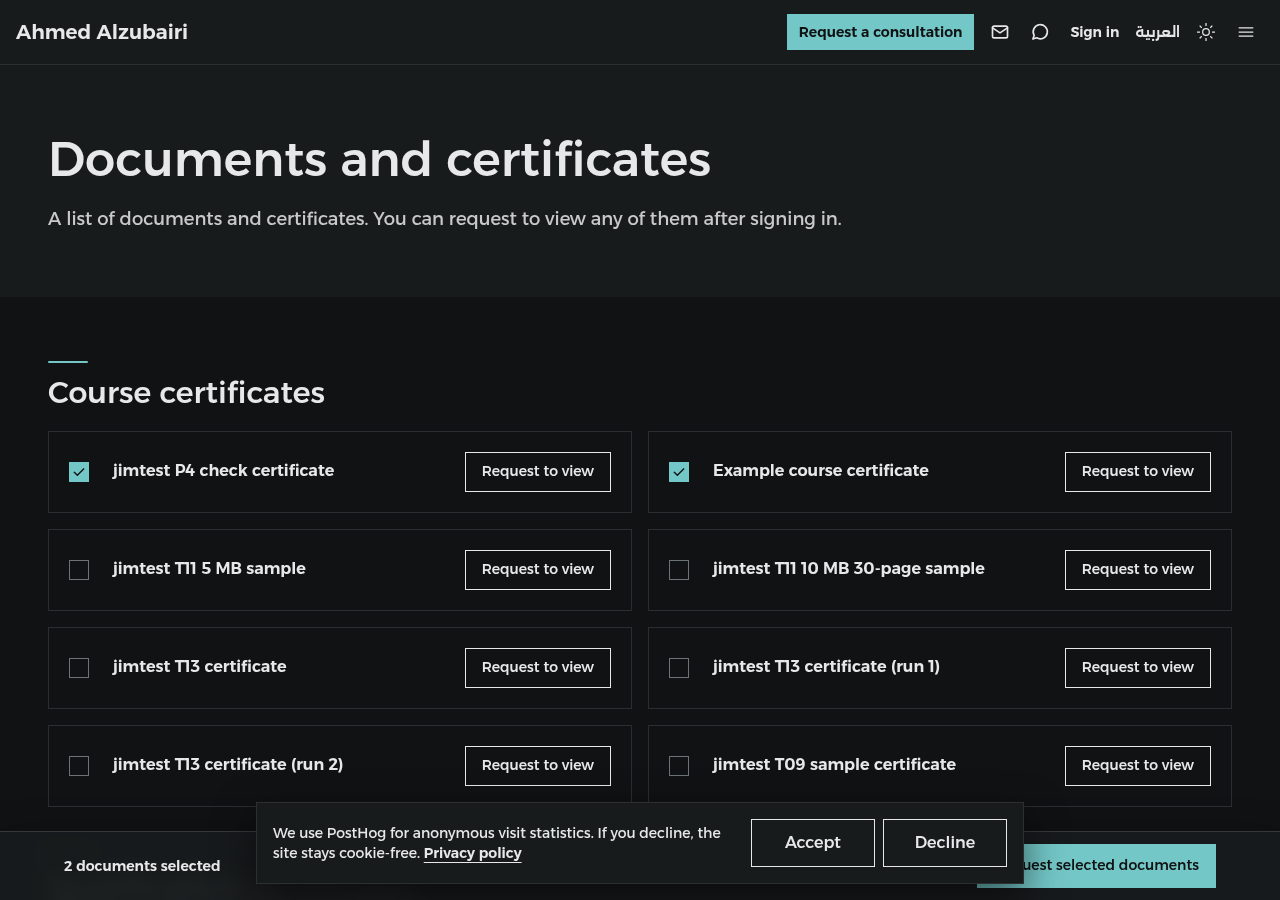 Ahmed Alzubairi
Request a consultation
Sign in
العربية
Documents and certificates
A list of documents and certificates. You can request to view any of them after signing in.
Course certificates
jimtest P4 check certificate
Request to view
Example course certificate
Request to view
jimtest T11 5 MB sample
Request to view
jimtest T11 10 MB 30-page sample
Request to view
jimtest T13 certificate
Request to view
jimtest T13 certificate (run 1)
Request to view
jimtest T13 certificate (run 2)
Request to view
jimtest T09 sample certificate
Request to view
We use PostHog for anonymous visit statistics. If you decline, the
site stays cookie-free. Privacy policy
Accept
Decline
2 documents selected
selected documents